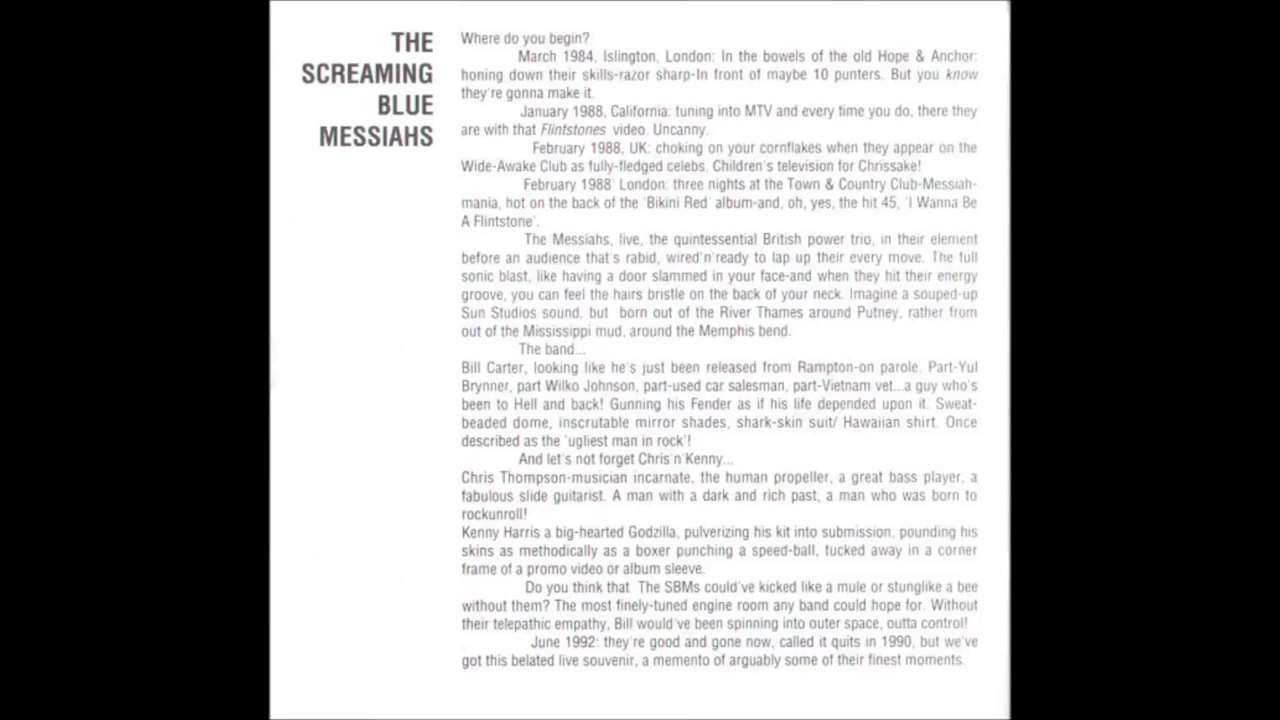 THE
SCREAMING
BLUE
MESSIAHS
Where do you begin?
March 1984, Islington, London: In the bowels of the old Hope & Anchor:
honing down their skills-razor sharp-In front of maybe 10 punters. But you know
they're gonna make it.
January 1988, California: tuning into MTV and every time you do, there they
are with that Flintstones video. Uncanny.
February 1988, UK: choking on your cornflakes when they appear on the
Wide-Awake Club as fully-fledged celebs. Children's television for Chrissake!
February 1988 London: three nights at the Town & Country Club-Messiah-
mania, hot on the back of the 'Bikini Red' album-and, oh, yes, the hit 45, 'I Wanna Be
A Flintstone'.
The Messiahs, live, the quintessential British power trio, in their element
before an audience that's rabid, wired'n'ready to lap up their every move. The full
sonic blast, like having a door slammed in your face-and when they hit their energy
groove, you can feel the hairs bristle on the back of your neck. Imagine a souped-up
Sun Studios sound, but born out of the River Thames around Putney, rather from
out of the Mississippi mud, around the Memphis bend.
The band...
Bill Carter, looking like he's just been released from Rampton-on parole. Part-Yul
Brynner, part Wilko Johnson, part-used car salesman, part-Vietnam vet...a guy who's
been to Hell and back! Gunning his Fender as if his life depended upon it. Sweat-
beaded dome, inscrutable mirror shades, shark-skin suit/ Hawaiian shirt. Once
described as the 'ugliest man in rock'!
And let's not forget Chris'n'Kenny...
Chris Thompson-musician incarnate, the human propeller, a great bass player, a
fabulous slide guitarist. A man with a dark and rich past, a man who was born to
rockunroll!
Kenny Harris a big-hearted Godzilla, pulverizing his kit into submission, pounding his
skins as methodically as a boxer punching a speed-ball, tucked away in a corner
frame of a promo video or album sleeve.
Do you think that The SBMs could've kicked like a mule or stunglike a bee
without them? The most finely-tuned engine room any band could hope for. Without
their telepathic empathy, Bill would've been spinning into outer space, outta control!
June 1992: they're good and gone now, called it quits in 1990, but we've
got this belated live souvenir, a memento of arguably some of their finest moments.